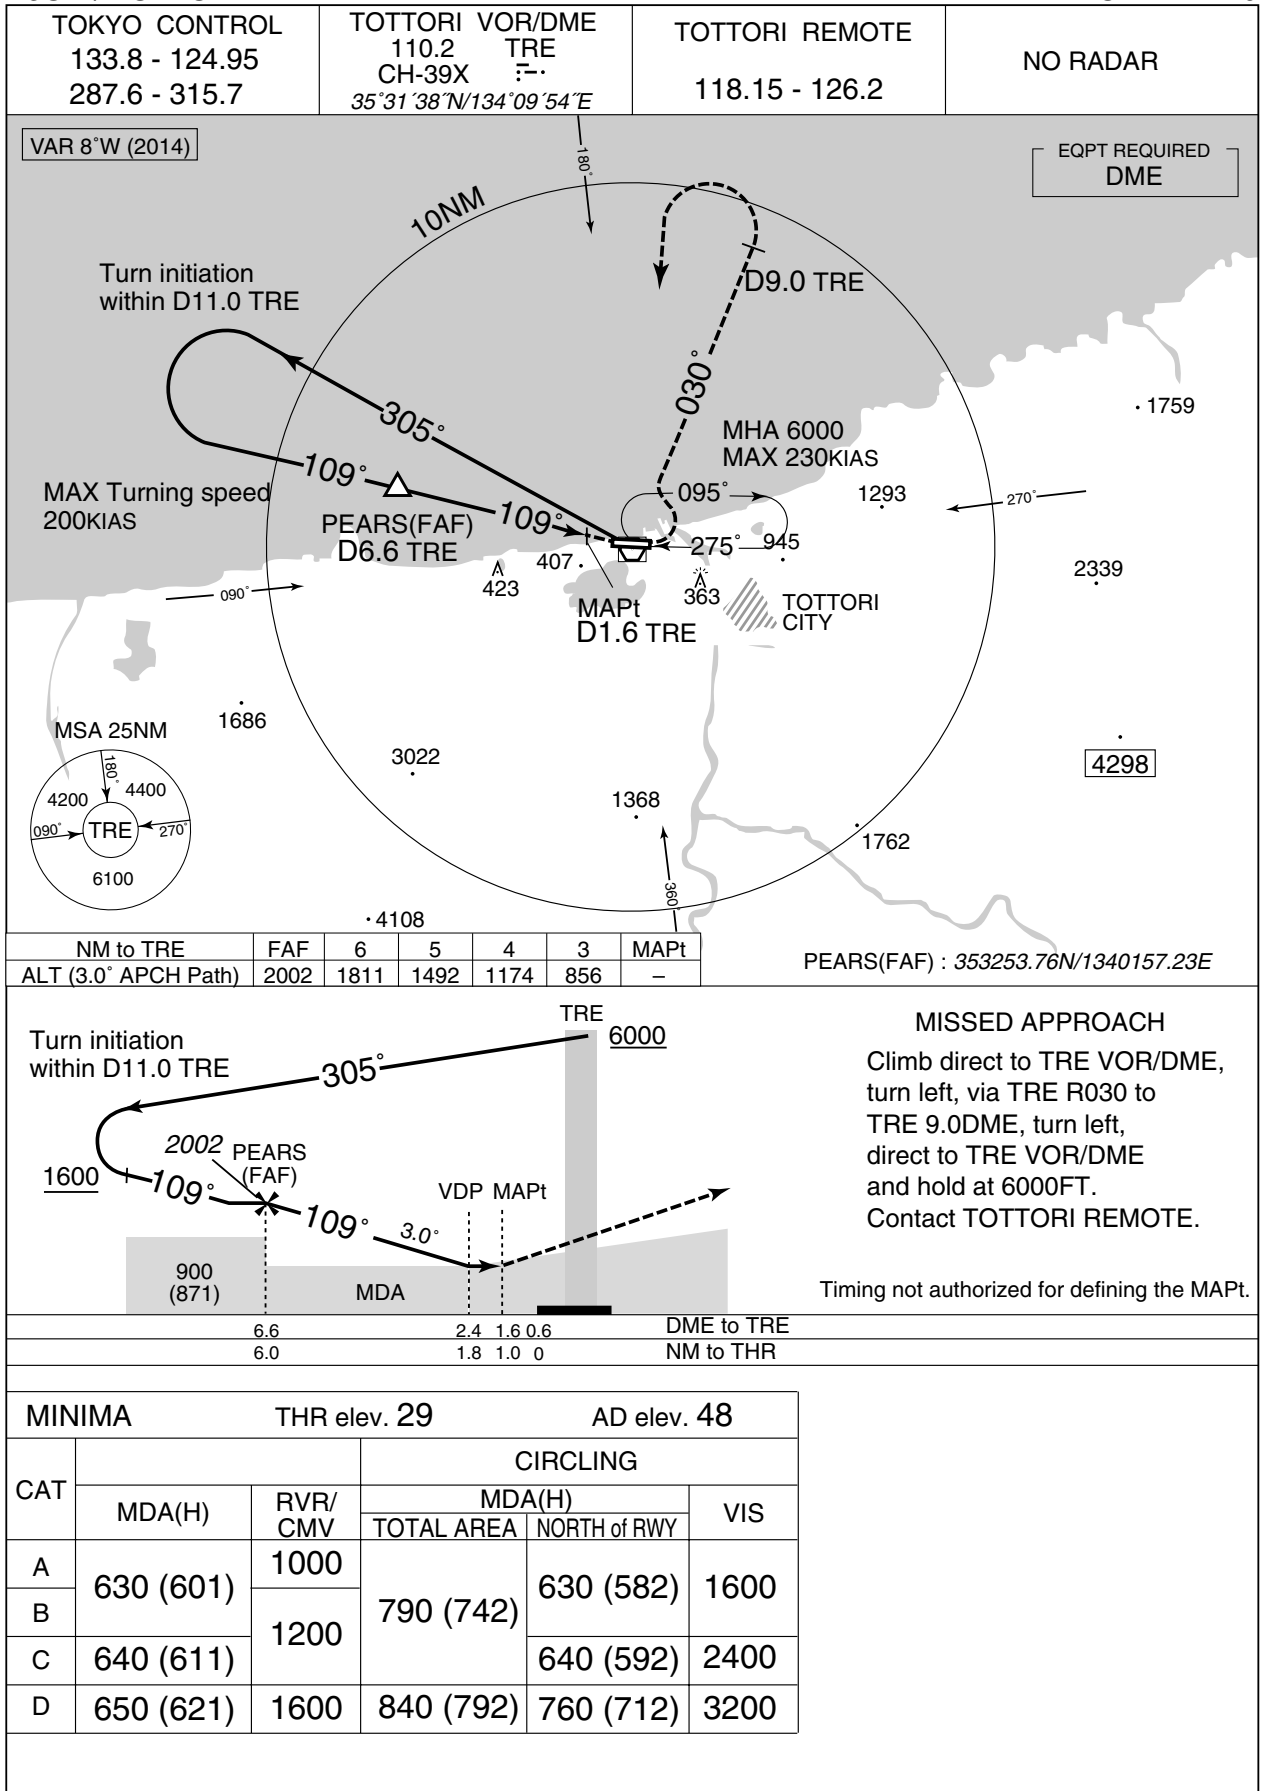 TOKYO CONTROL
133.8 - 124.95
287.6 - 315.7
TOTTORI VOR/DME
110.2 TRE
CH-39X
35°31´38˝N/134°09´54˝E
TOTTORI REMOTE
118.15 - 126.2
NO RADAR
VAR 8˚W (2014)
EQPT REQUIRED
DME
180˚
10NM
Turn initiation
within D11.0 TRE
D9.0 TRE
305˚
030˚
1759
MHA 6000
MAX 230KIAS
109˚
MAX Turning speed
200KIAS
095˚
1293
270˚
PEARS(FAF)
D6.6 TRE
109˚
275˚
945
407
423
2339
090˚
363
MAPt
D1.6 TRE
TOTTORI
CITY
1686
MSA 25NM
180˚
4200
4400
090˚
TRE
270˚
6100
3022
4298
1368
1762
360˚
4108
NM to TRE FAF 6 5 4 3 MAPt
ALT (3.0˚ APCH Path) 2002 1811 1492 1174 856 –
PEARS(FAF) : 353253.76N/1340157.23E
TRE
6000
Turn initiation
within D11.0 TRE
305˚
2002 PEARS
(FAF)
1600
109˚
109˚
3.0˚
VDP MAPt
900
(871)
MDA
MISSED APPROACH
Climb direct to TRE VOR/DME,
turn left, via TRE R030 to
TRE 9.0DME, turn left,
direct to TRE VOR/DME
and hold at 6000FT.
Contact TOTTORI REMOTE.
Timing not authorized for defining the MAPt.
6.6 2.4 1.6 0.6 DME to TRE
6.0 1.8 1.0 0 NM to THR
MINIMA THR elev. 29 AD elev. 48
CAT
CIRCLING
MDA(H)
RVR/
CMV
MDA(H)
TOTAL AREA NORTH of RWY
VIS
A 630 (601) 1000 790 (742) 630 (582) 1600
B 1200
C 640 (611) 640 (592) 2400
D 650 (621) 1600 840 (792) 760 (712) 3200